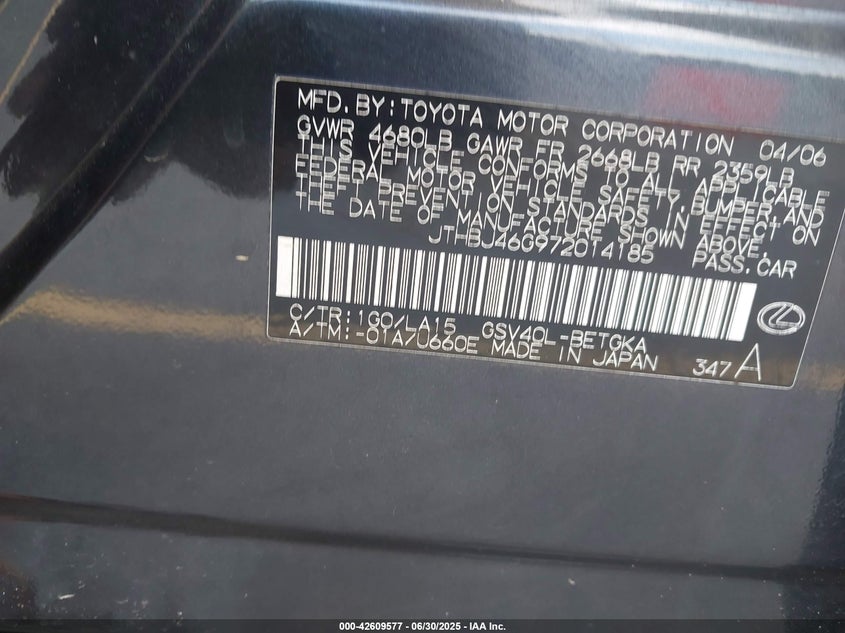 MFD.BY:TOYOTA MOTOR CORPORATION 04/06
GVWR 4680LB GAWR FR 2668LB RR 2359LB
THIS VEHICLE CONFORMS TO ALL APPLICABLE
FEDERAL MOTOR VEHICLE SAFETY, BUMPER, AND
THEFT PREVENTION STANDARDS IN EFFECT ON
THE DATE OF MANUFACTURE SHOWN ABOVE.
JTHBJ46G972014185 PASS.CAR
C/TR:1G0/LA15 GSV40L-BETGKA
A/TM:-01A/U660E MADE IN JAPAN 347A
000-42609577 - 06/30/2025 - IAA Inc.